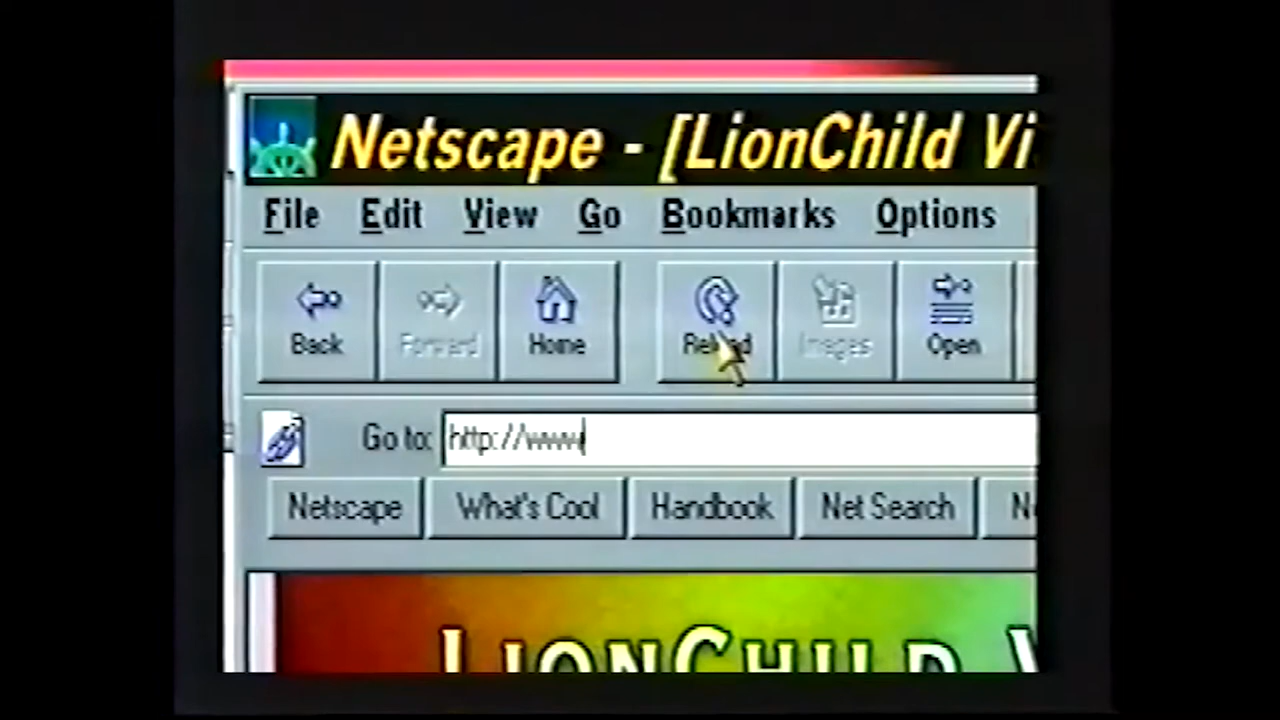 Netscape - [LionChild Vi
File Edit View Go Bookmarks Options
Back Forward Home Reload Images Open
Go to: http://www
Netscape What's Cool Handbook Net Search
LIONCHILD V